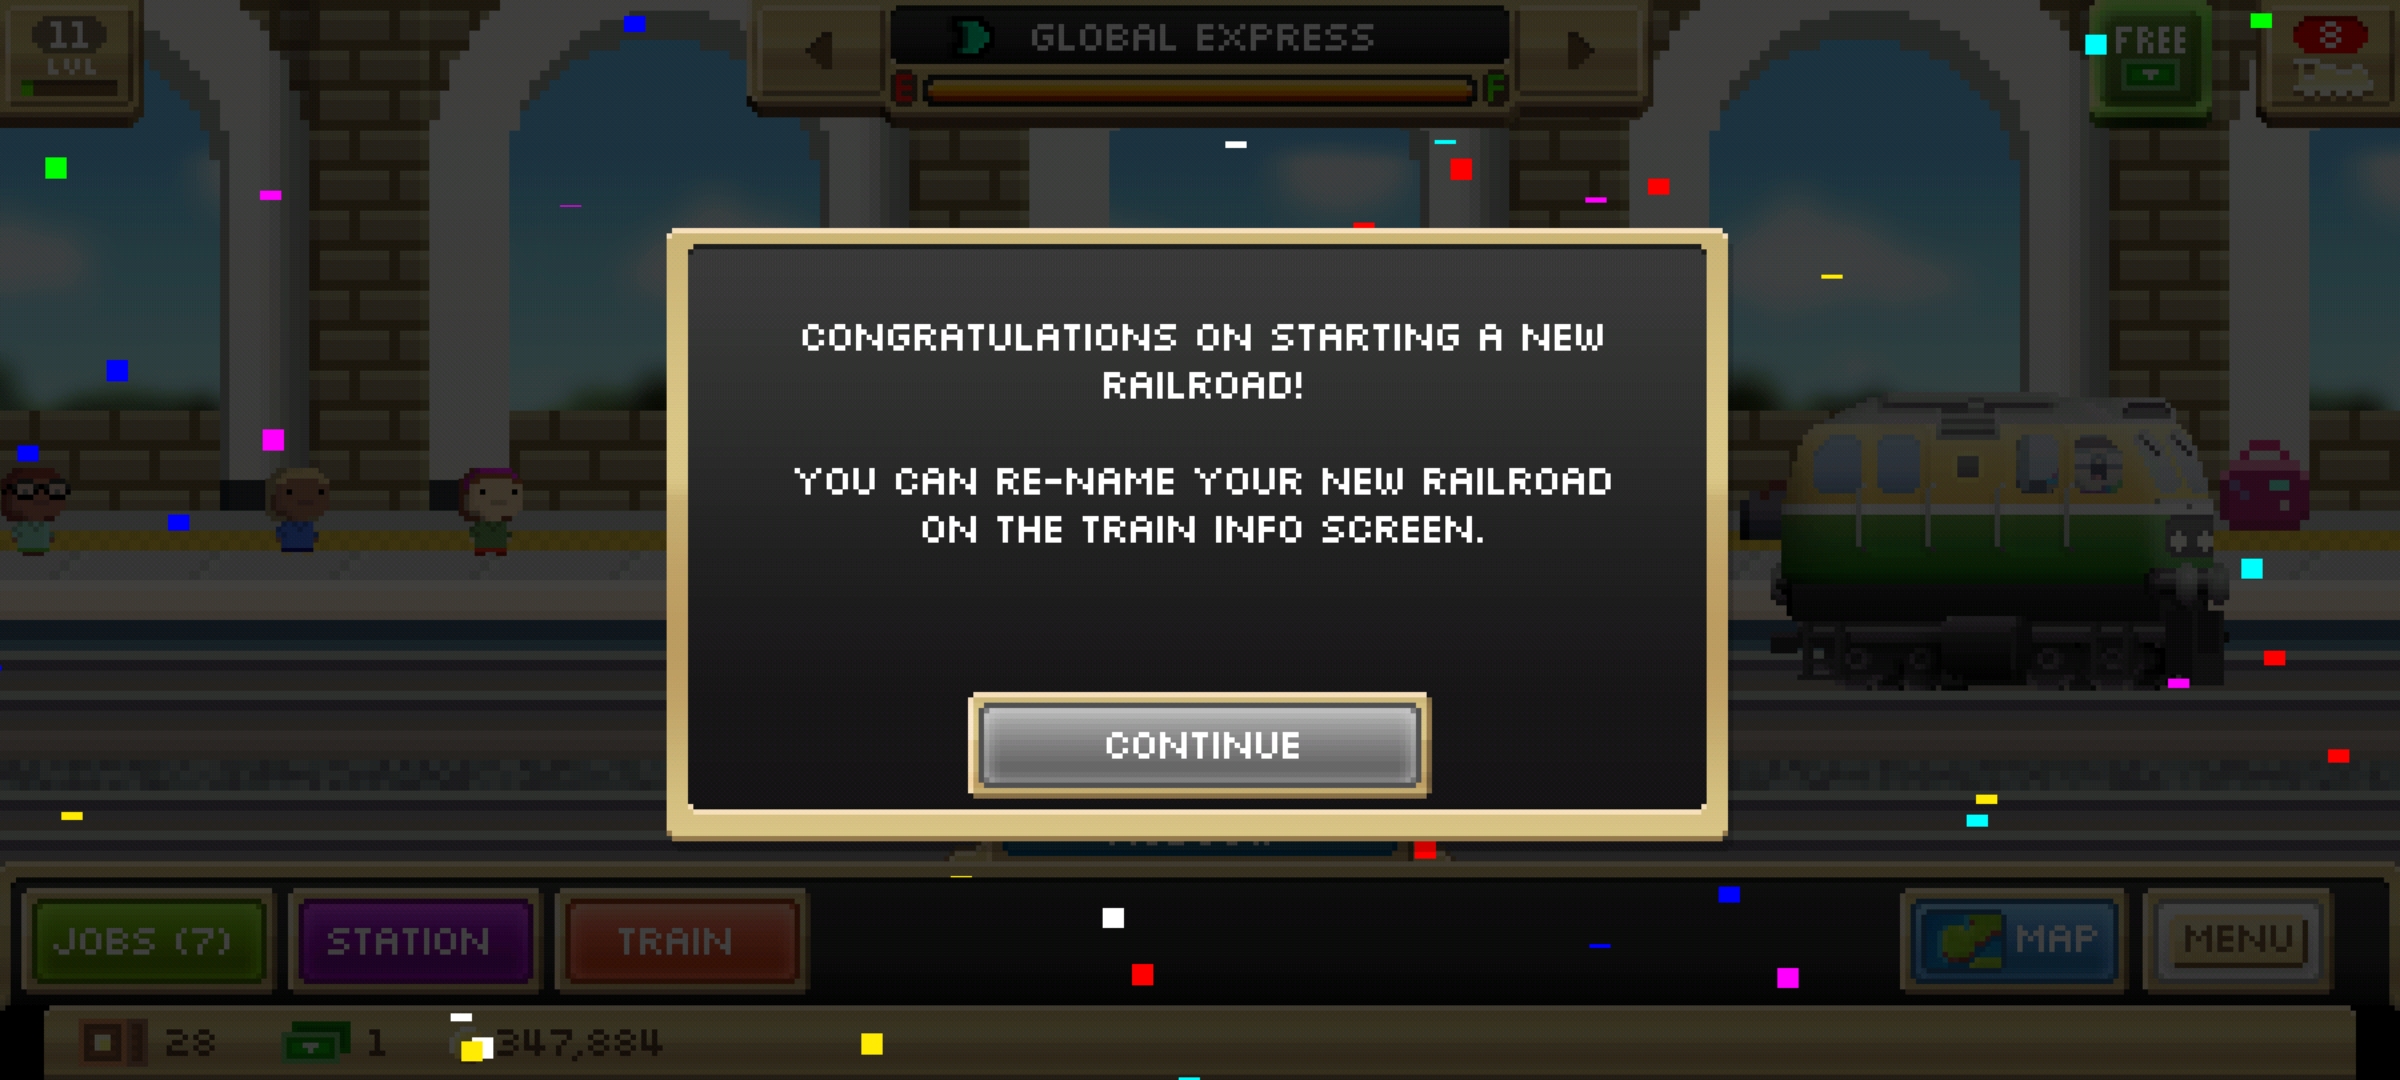 11
LVL
GLOBAL EXPRESS
E F
FREE
8
CONGRATULATIONS ON STARTING A NEW
RAILROAD!
YOU CAN RE-NAME YOUR NEW RAILROAD
ON THE TRAIN INFO SCREEN.
CONTINUE
JOBS (7) STATION TRAIN MAP MENU
28 1 347,884